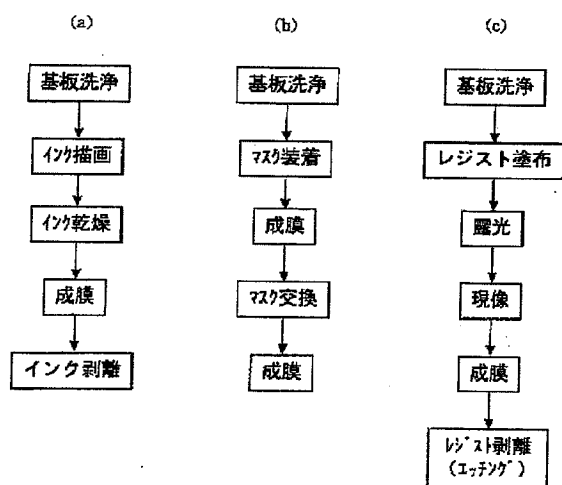 (a)
基板洗浄
インク描画
インク乾燥
成膜
インク剥離
(b)
基板洗浄
マスク装着
成膜
マスク交換
成膜
(c)
基板洗浄
レジスト塗布
露光
現像
成膜
レジスト剥離
(エッチング)